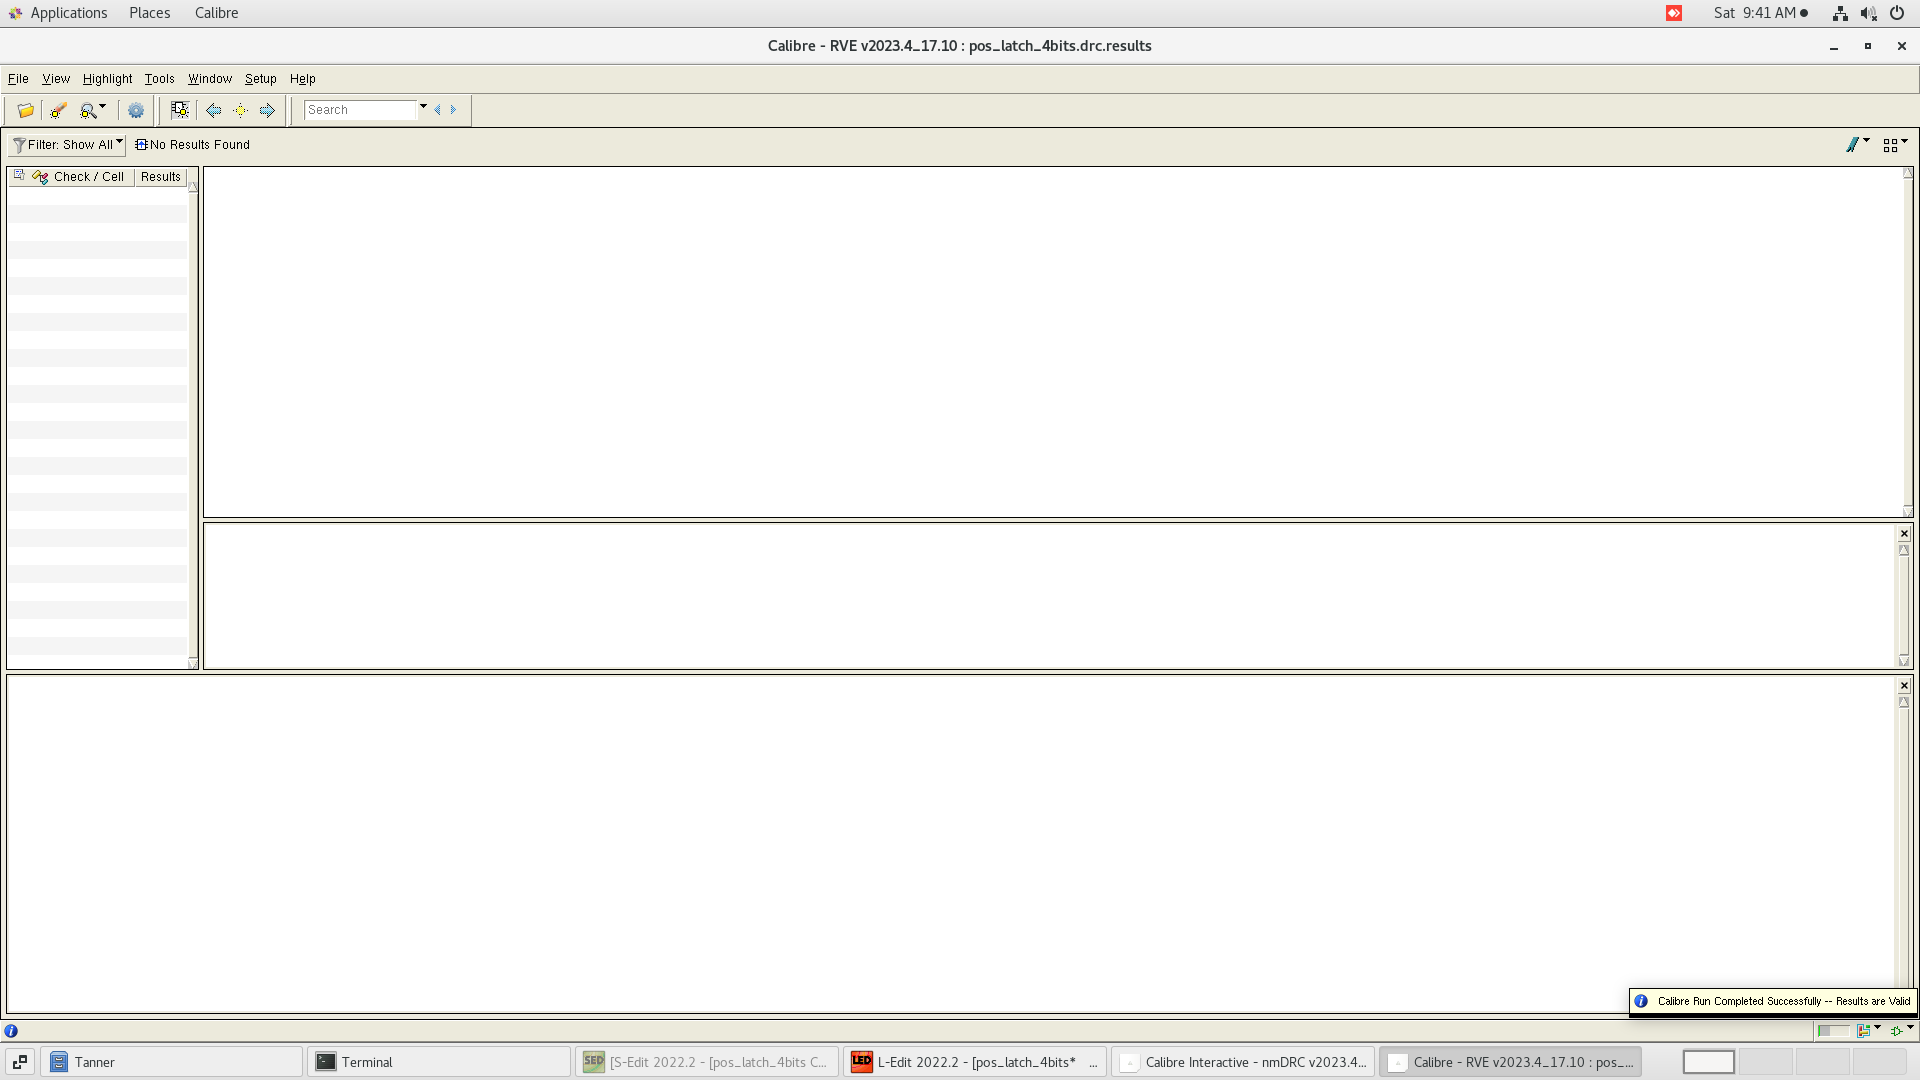 Applications Places Calibre Sat 9:41 AM
Calibre - RVE v2023.4_17.10 : pos_latch_4bits.drc.results
File View Highlight Tools Window Setup Help
Search
Filter: Show All No Results Found
Check / Cell Results
Calibre Run Completed Successfully -- Results are Valid
Tanner
Terminal
SED [S-Edit 2022.2 - [pos_latch_4bits C...
LED L-Edit 2022.2 - [pos_latch_4bits* ...
Calibre Interactive - nmDRC v2023.4...
Calibre - RVE v2023.4_17.10 : pos_...